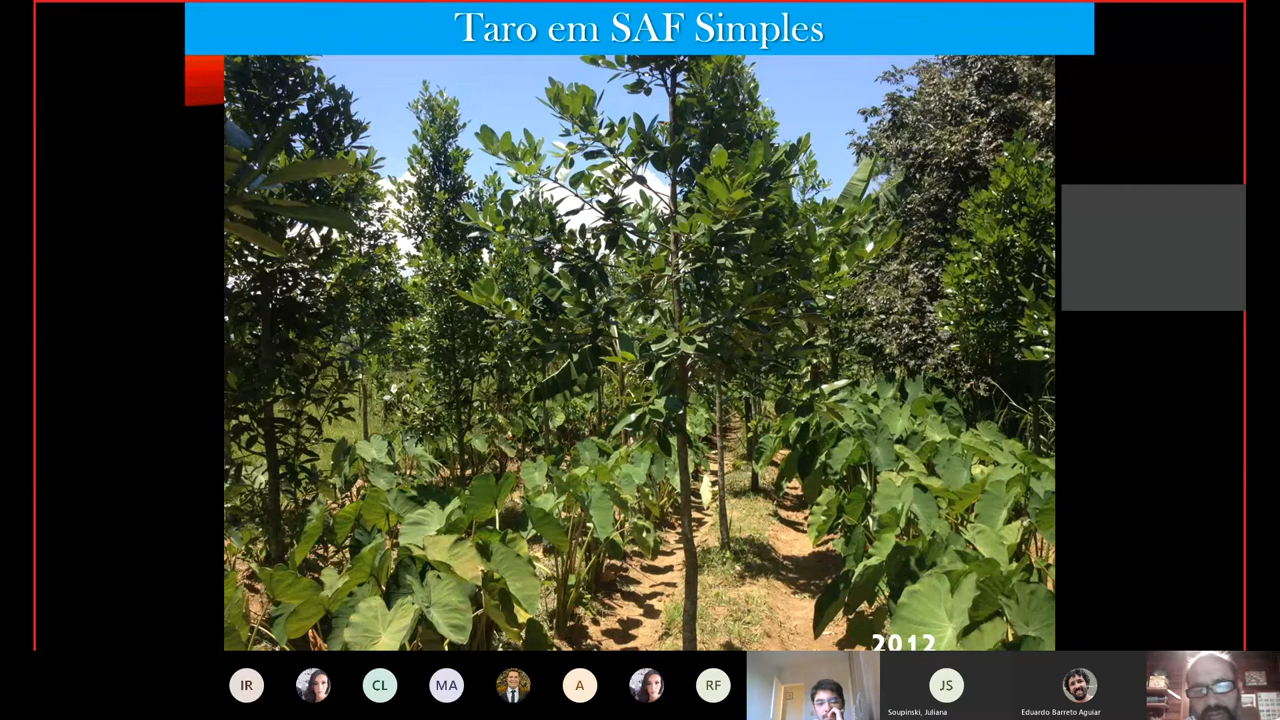 Taro em SAF Simples
2012
IR
CL
MA
A
RF
JS
Soupinski, Juliana
Eduardo Barreto Aguiar